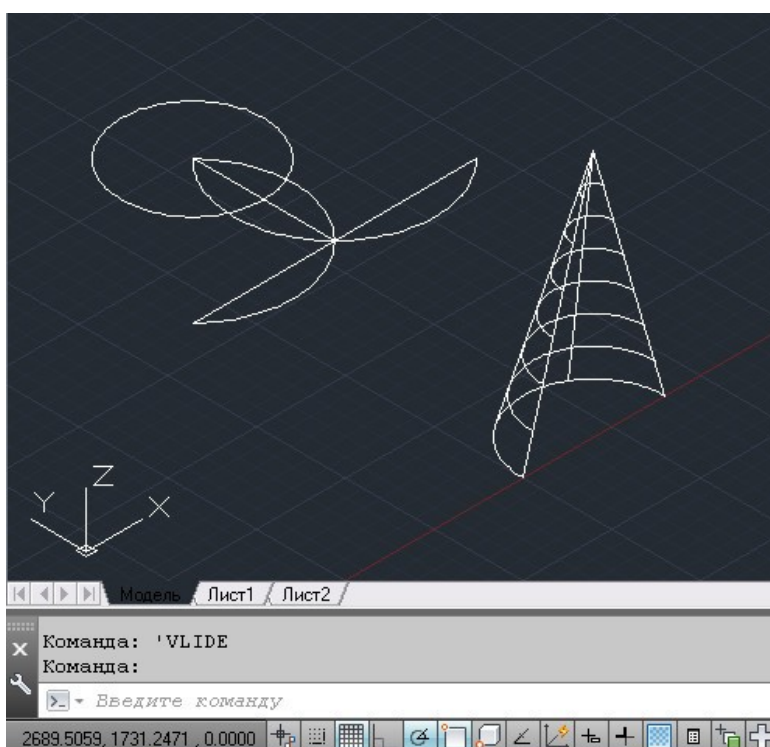 Z
Y X
Модель Лист1 Лист2
Команда: 'VLIDE
Команда:
Введите команду
2689.5059, 1731.2471 , 0.0000